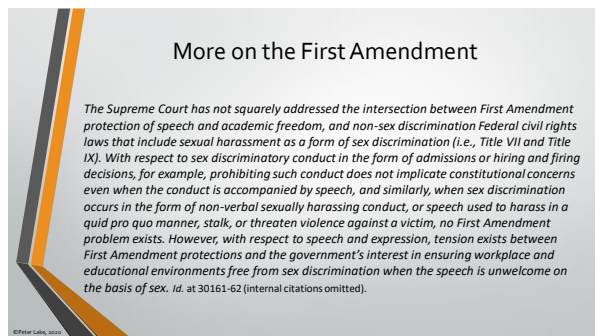 More on the First Amendment
The Supreme Court has not squarely addressed the intersection between First Amendment
protection of speech and academic freedom, and non-sex discrimination Federal civil rights
laws that include sexual harassment as a form of sex discrimination (i.e., Title VII and Title
IX). With respect to sex discriminatory conduct in the form of admissions or hiring and firing
decisions, for example, prohibiting such conduct does not implicate constitutional concerns
even when the conduct is accompanied by speech, and similarly, when sex discrimination
occurs in the form of non-verbal sexually harassing conduct, or speech used to harass in a
quid pro quo manner, stalk, or threaten violence against a victim, no First Amendment
problem exists. However, with respect to speech and expression, tension exists between
First Amendment protections and the government’s interest in ensuring workplace and
educational environments free from sex discrimination when the speech is unwelcome on
the basis of sex. Id. at 30161-62 (internal citations omitted).
©Peter Lake, 2020